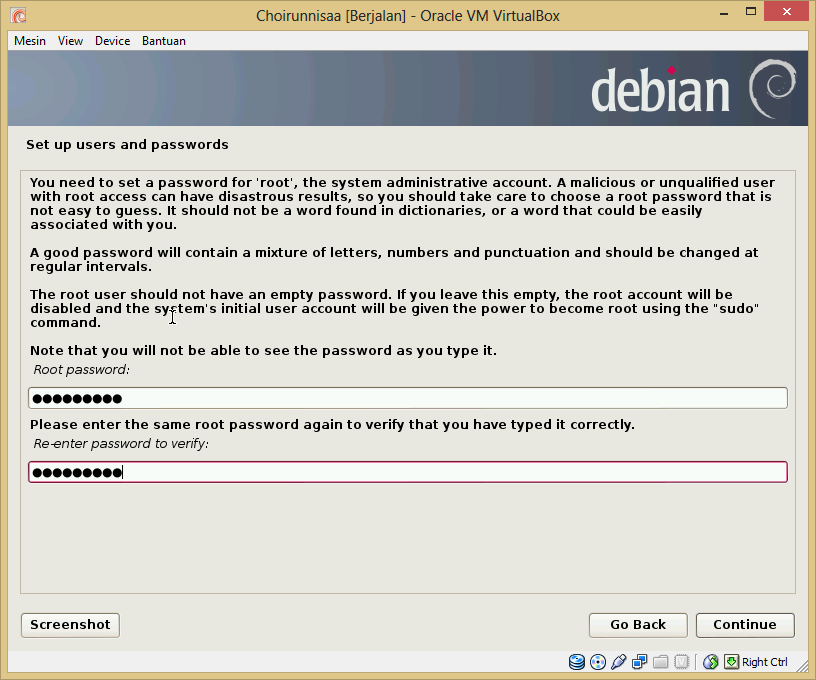 Choirunnisaa [Berjalan] - Oracle VM VirtualBox
Mesin View Device Bantuan
debian
Set up users and passwords
You need to set a password for 'root', the system administrative account. A malicious or unqualified user
with root access can have disastrous results, so you should take care to choose a root password that is
not easy to guess. It should not be a word found in dictionaries, or a word that could be easily
associated with you.
A good password will contain a mixture of letters, numbers and punctuation and should be changed at
regular intervals.
The root user should not have an empty password. If you leave this empty, the root account will be
disabled and the system's initial user account will be given the power to become root using the "sudo"
command.
Note that you will not be able to see the password as you type it.
Root password:
●●●●●●●●●
Please enter the same root password again to verify that you have typed it correctly.
Re-enter password to verify:
●●●●●●●●●
Screenshot Go Back Continue
Right Ctrl